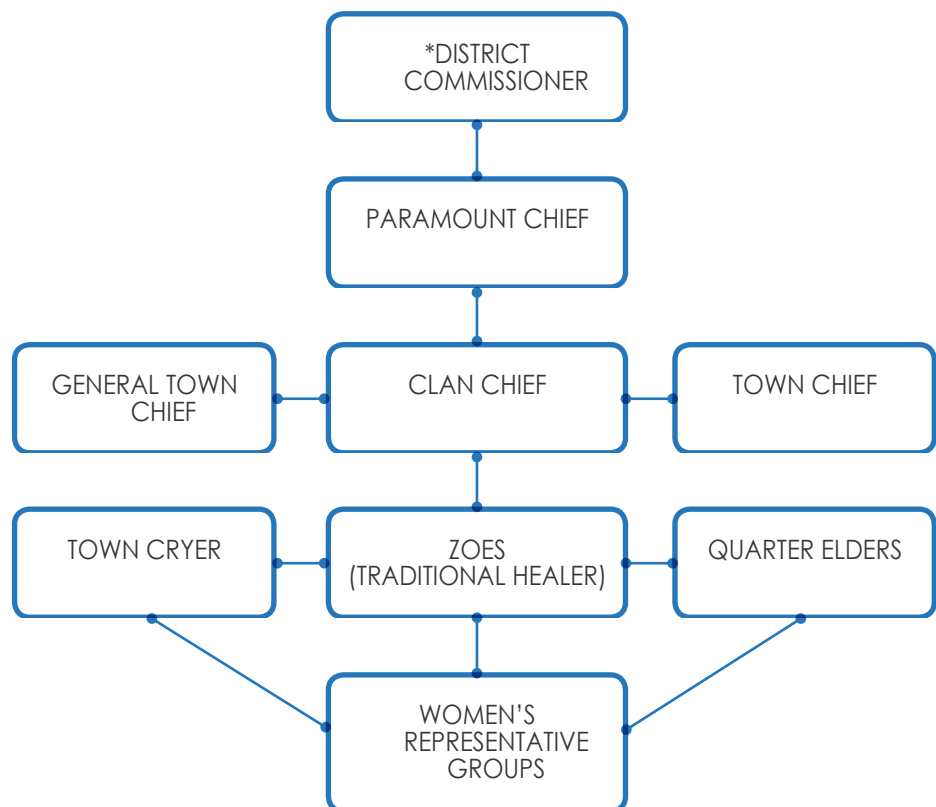 *DISTRICT
COMMISSIONER
PARAMOUNT CHIEF
GENERAL TOWN
CHIEF
CLAN CHIEF
TOWN CHIEF
TOWN CRYER
ZOES
(TRADITIONAL HEALER)
QUARTER ELDERS
WOMEN’S
REPRESENTATIVE
GROUPS